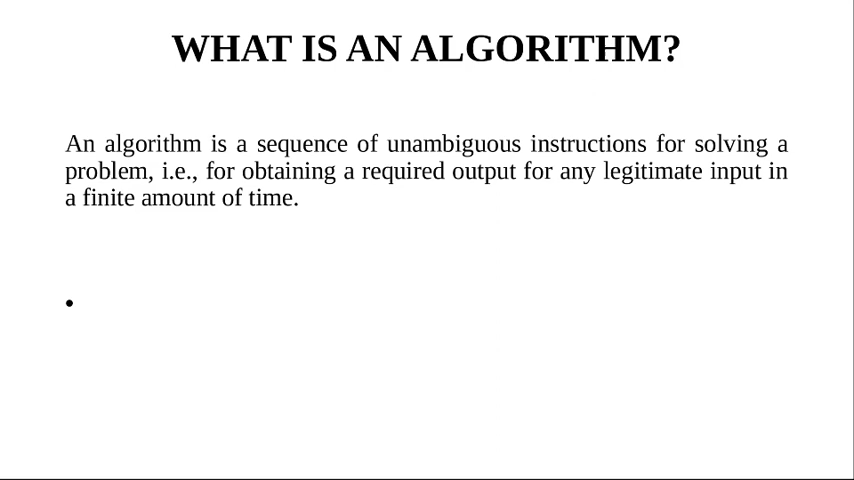 WHAT IS AN ALGORITHM?
An algorithm is a sequence of unambiguous instructions for solving a
problem, i.e., for obtaining a required output for any legitimate input in
a finite amount of time.
•